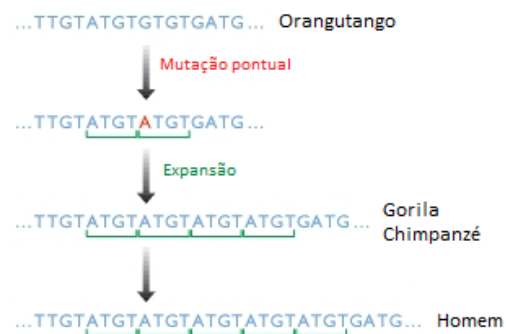 ...TTGTATGTGTGTGATG... Orangutango
Mutação pontual
...TTGTATGTATGTGATG...
Expansão
...TTGTATGTATGTATGTATGTGATG... Gorila
Chimpanzé
...TTGTATGTATGTATGTATGTATGTGATG... Homem